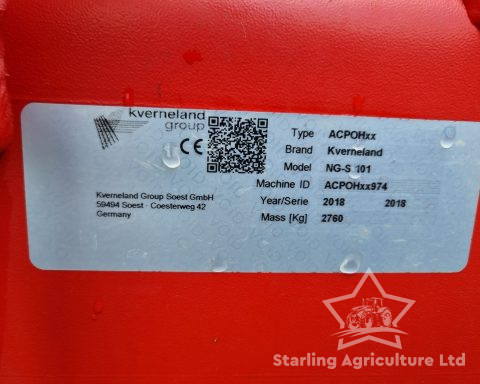 kverneland
group
CE
Kverneland Group Soest GmbH
59494 Soest - Coesterweg 42
Germany
Type ACPOHxx
Brand Kverneland
Model NG-S 101
Machine ID ACPOHxx974
Year/Serie 2018 2018
Mass [Kg] 2760
Starling Agriculture Ltd